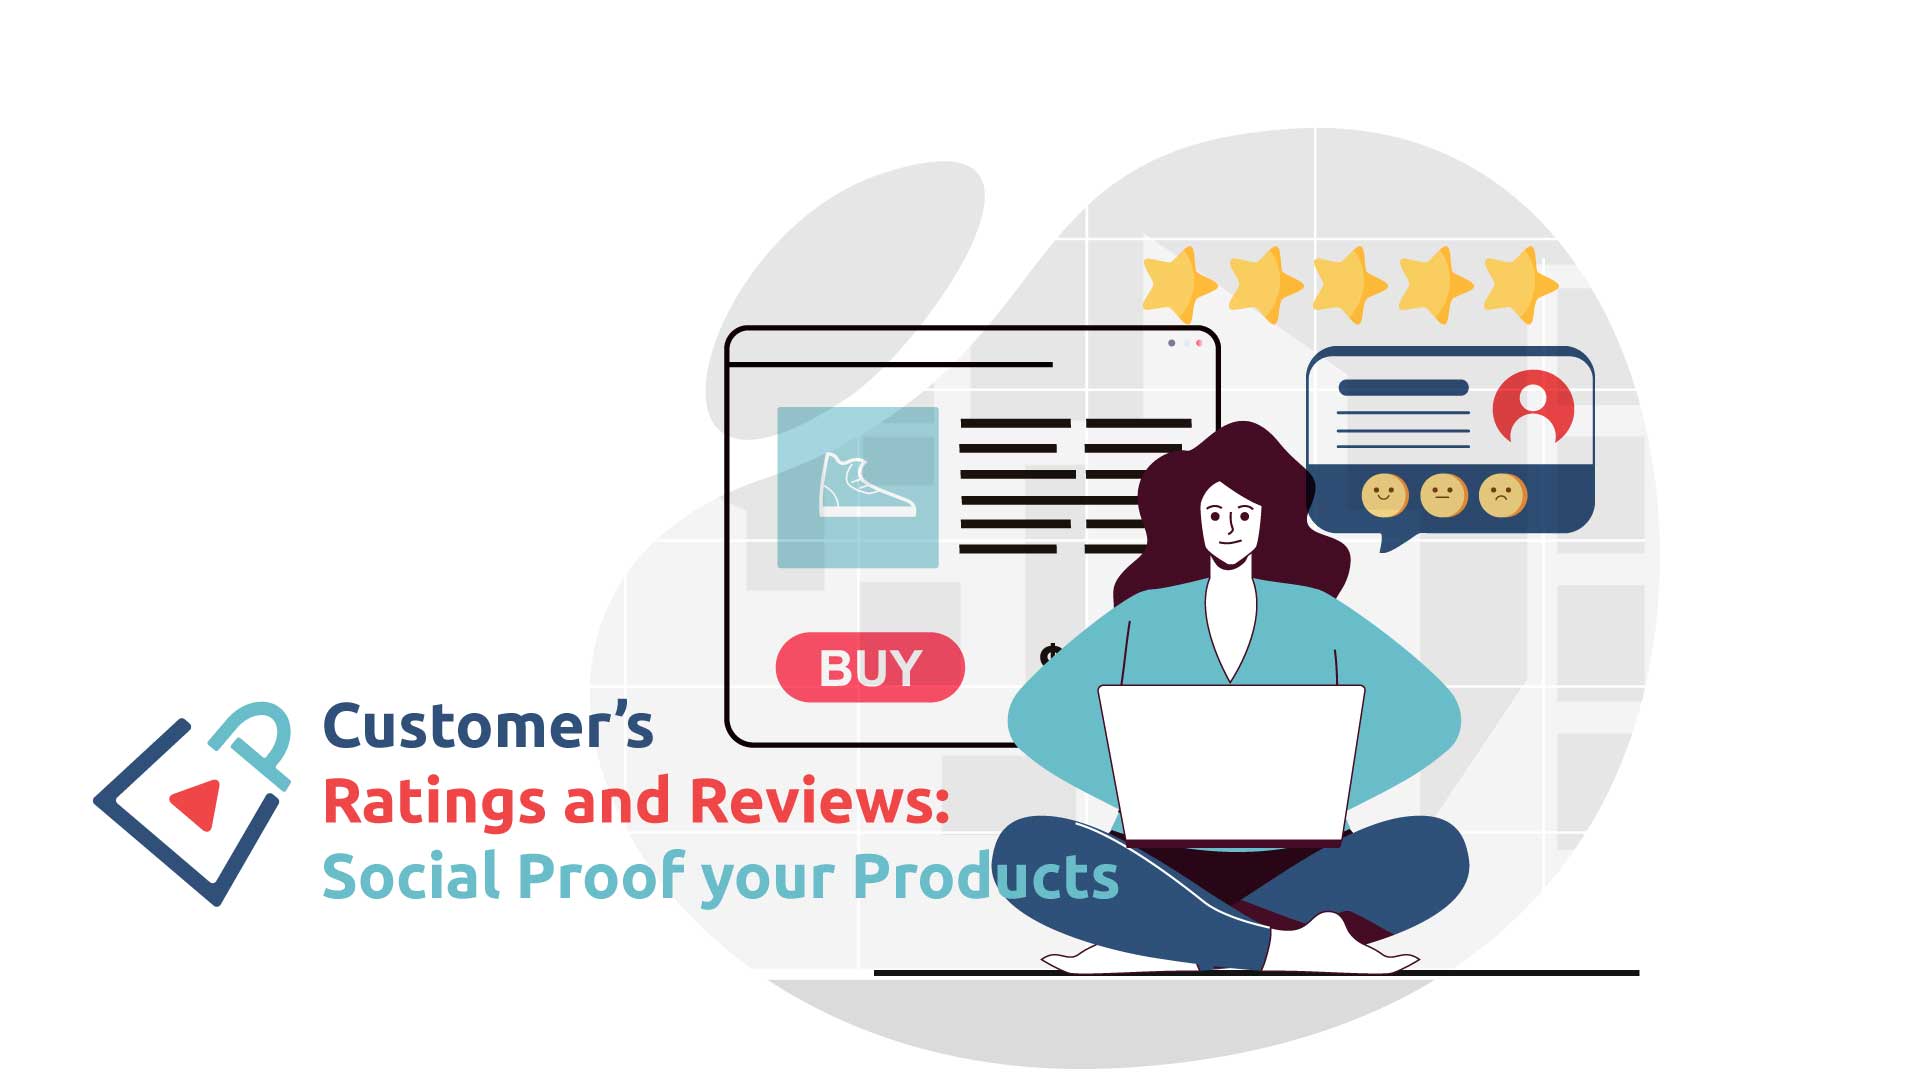 BUY
$
Customer’s
Ratings and Reviews:
Social Proof your Products